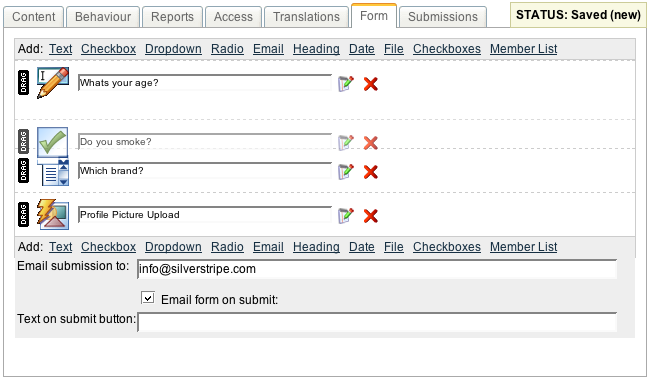 Content Behaviour Reports Access Translations Form Submissions STATUS: Saved (new)
Add: Text Checkbox Dropdown Radio Email Heading Date File Checkboxes Member List
DRAG Whats your age?
DRAG Do you smoke?
DRAG Which brand?
DRAG Profile Picture Upload
Add: Text Checkbox Dropdown Radio Email Heading Date File Checkboxes Member List
Email submission to: info@silverstripe.com
Email form on submit:
Text on submit button: